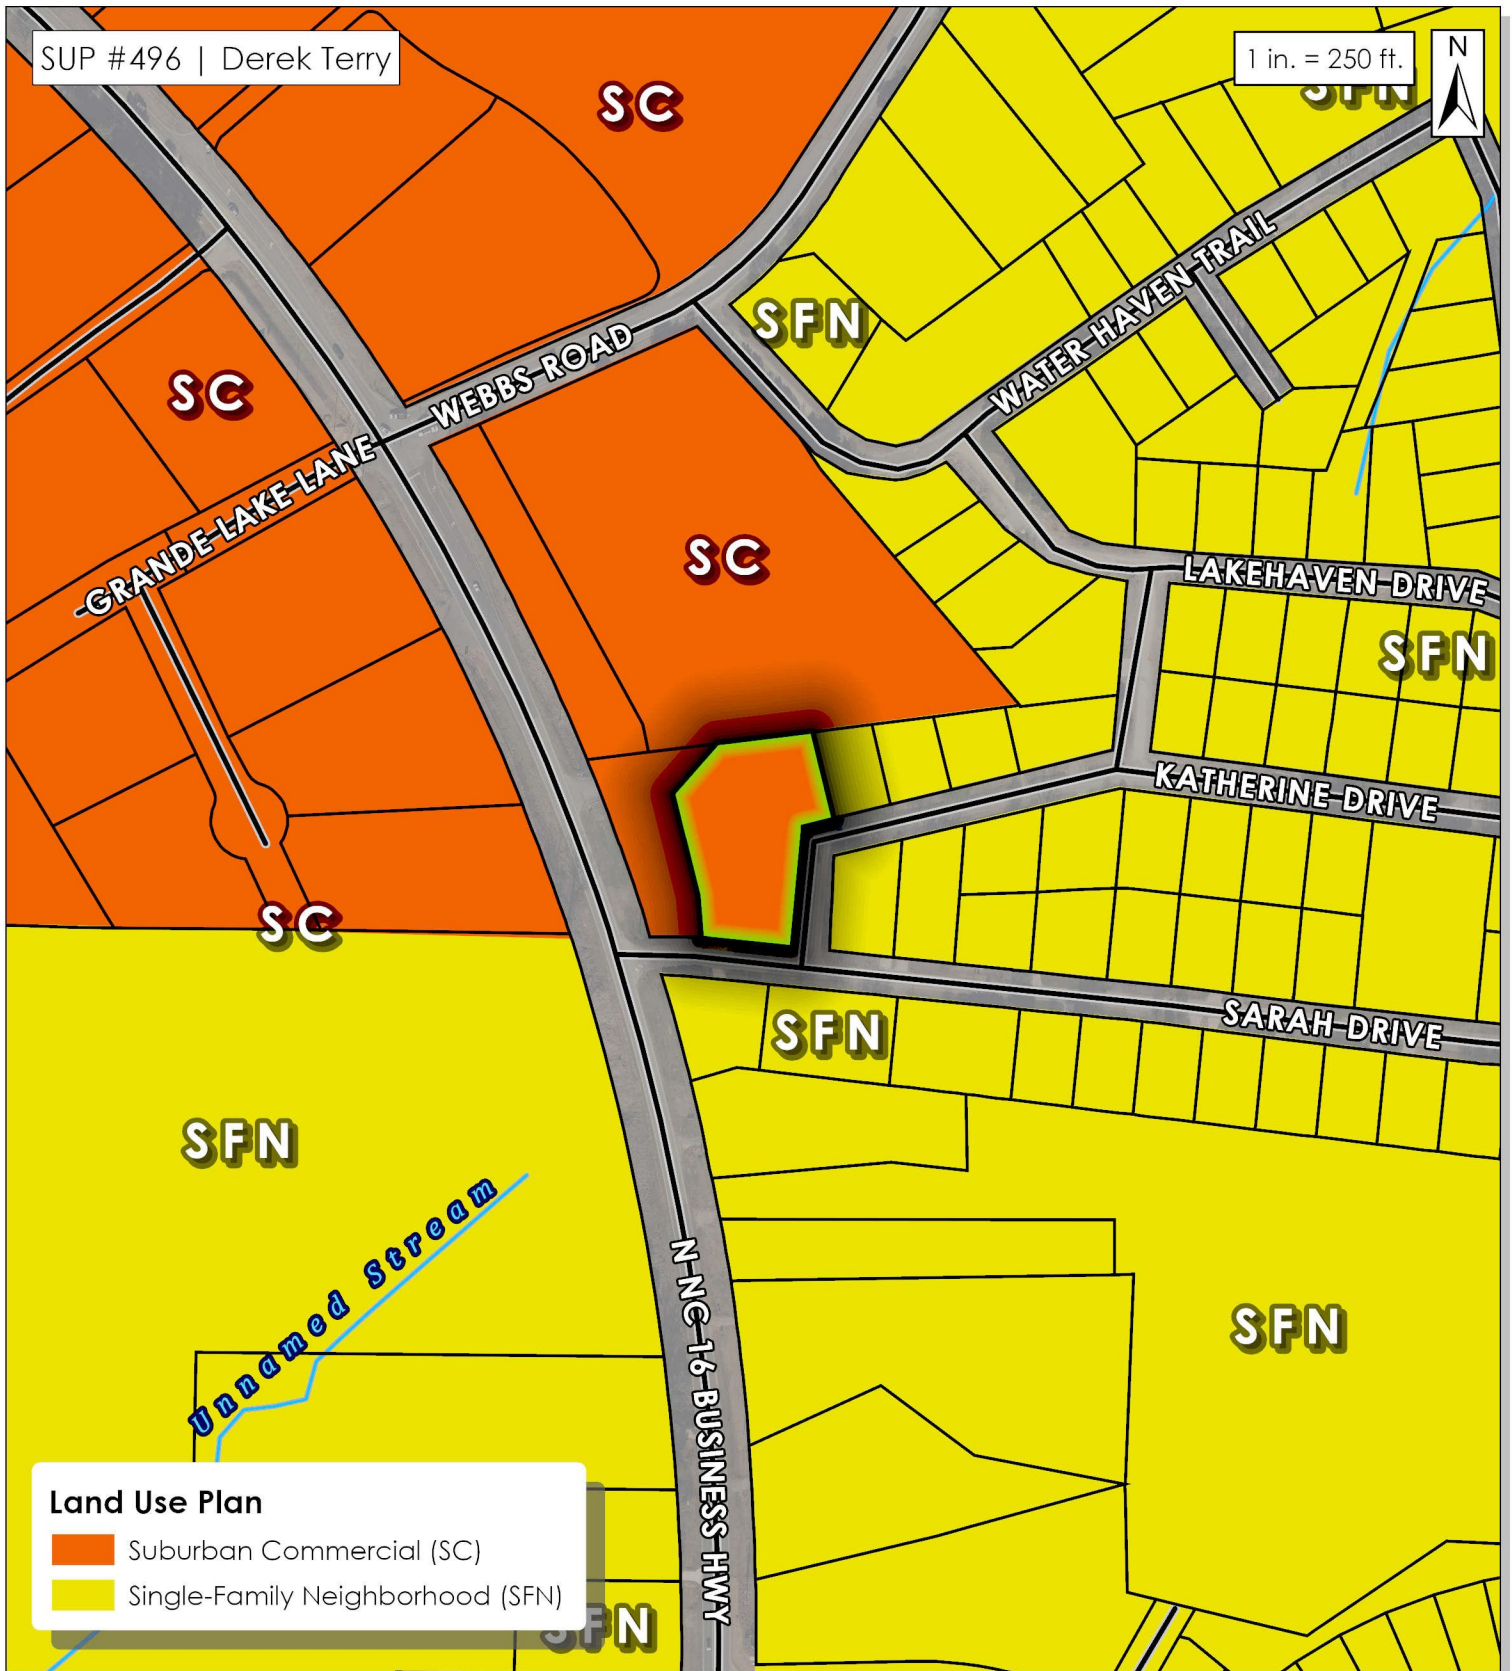 SUP #496 | Derek Terry
1 in. = 250 ft.
N
SC
SFN
SFN
WATER HAVEN TRAIL
WEBBS ROAD
SC
GRANDE LAKE LANE
SC
LAKEHAVEN DRIVE
SFN
KATHERINE DRIVE
SC
SARAH DRIVE
SFN
SFN
Unnamed Stream
N NC 16 BUSINESS HWY
SFN
Land Use Plan
Suburban Commercial (SC)
Single-Family Neighborhood (SFN)
SFN